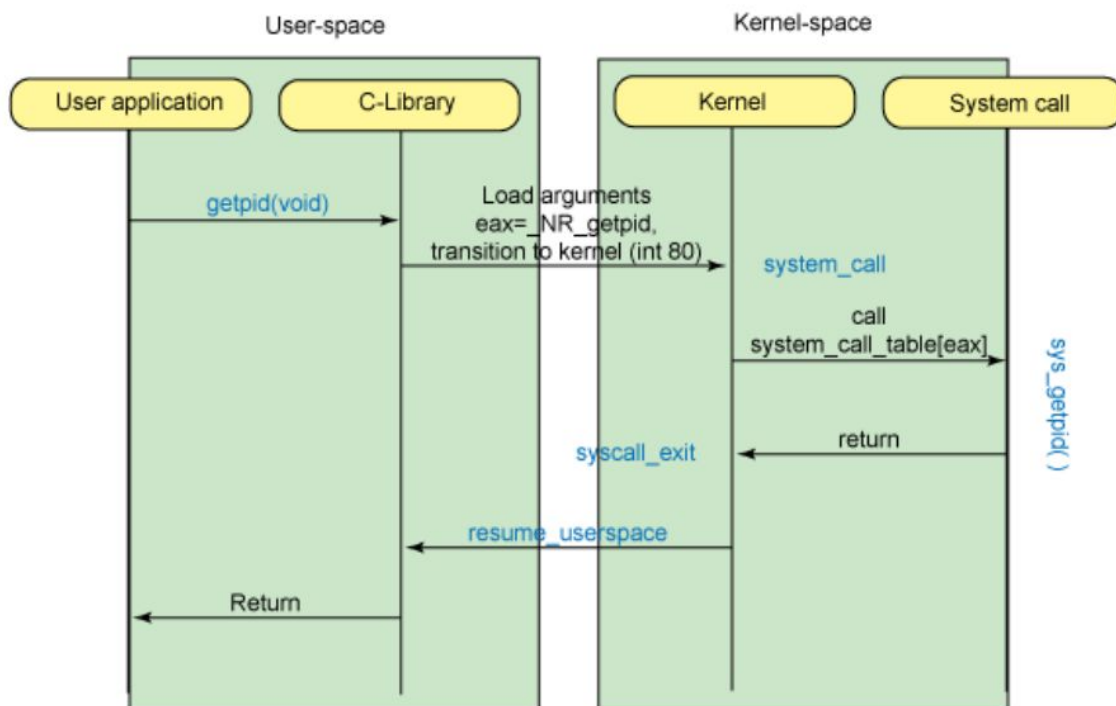 User-space
Kernel-space
User application
C-Library
Kernel
System call
getpid(void)
Load arguments
eax=_NR_getpid,
transition to kernel (int 80)
system_call
call
system_call_table[eax]
sys_getpid( )
return
syscall_exit
resume_userspace
Return